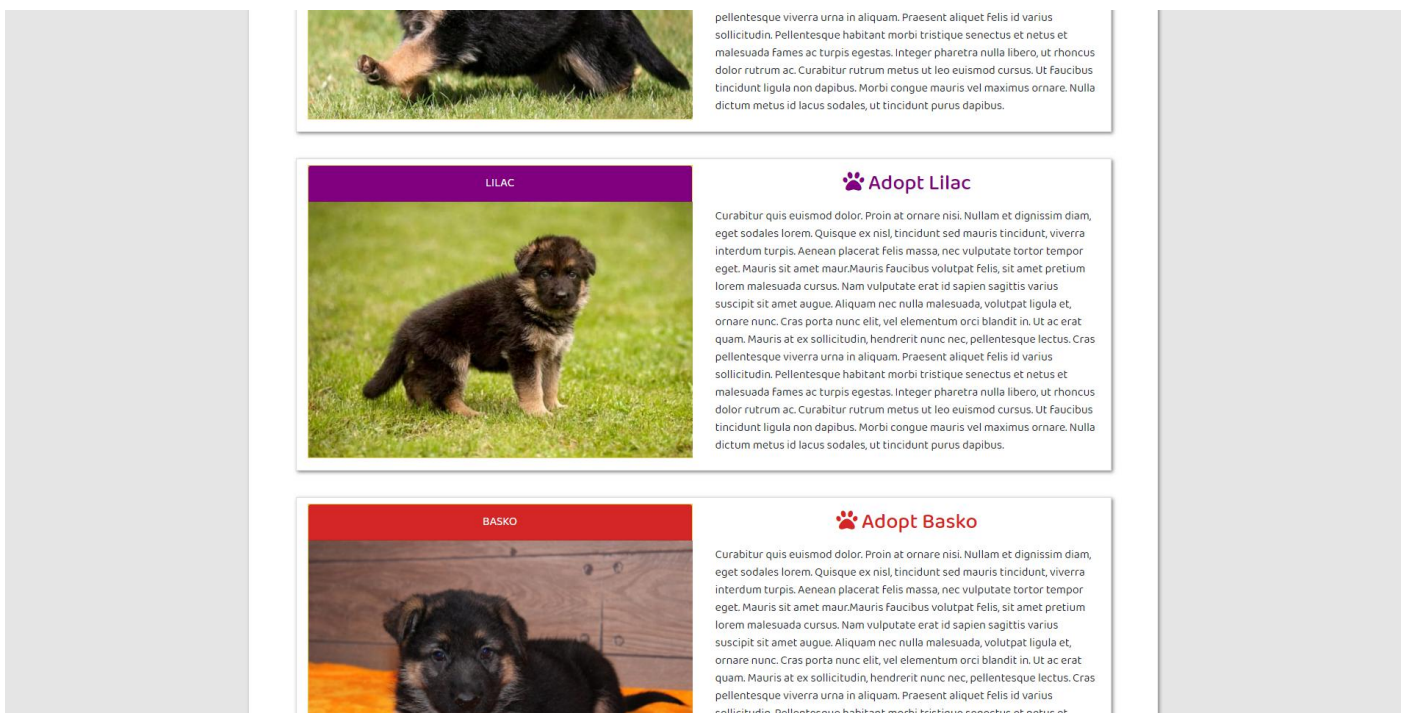 pellentesque viverra urna in aliquam. Praesent aliquet felis id varius
sollicitudin. Pellentesque habitant morbi tristique senectus et netus et
malesuada fames ac turpis egestas. Integer pharetra nulla libero, ut rhoncus
dolor rutrum ac. Curabitur rutrum metus ut leo euismod cursus. Ut faucibus
tincidunt ligula non dapibus. Morbi congue mauris vel maximus ornare. Nulla
dictum metus id lacus sodales, ut tincidunt purus dapibus.
LILAC
Adopt Lilac
Curabitur quis euismod dolor. Proin at ornare nisi. Nullam et dignissim diam,
eget sodales lorem. Quisque ex nisl, tincidunt sed mauris tincidunt, viverra
interdum turpis. Aenean placerat felis massa, nec vulputate tortor tempor
eget. Mauris sit amet maur.Mauris faucibus volutpat felis, sit amet pretium
lorem malesuada cursus. Nam vulputate erat id sapien sagittis varius
suscipit sit amet augue. Aliquam nec nulla malesuada, volutpat ligula et,
ornare nunc. Cras porta nunc elit, vel elementum orci blandit in. Ut ac erat
quam. Mauris at ex sollicitudin, hendrerit nunc nec, pellentesque lectus. Cras
pellentesque viverra urna in aliquam. Praesent aliquet felis id varius
sollicitudin. Pellentesque habitant morbi tristique senectus et netus et
malesuada fames ac turpis egestas. Integer pharetra nulla libero, ut rhoncus
dolor rutrum ac. Curabitur rutrum metus ut leo euismod cursus. Ut faucibus
tincidunt ligula non dapibus. Morbi congue mauris vel maximus ornare. Nulla
dictum metus id lacus sodales, ut tincidunt purus dapibus.
BASKO
Adopt Basko
Curabitur quis euismod dolor. Proin at ornare nisi. Nullam et dignissim diam,
eget sodales lorem. Quisque ex nisl, tincidunt sed mauris tincidunt, viverra
interdum turpis. Aenean placerat felis massa, nec vulputate tortor tempor
eget. Mauris sit amet maur.Mauris faucibus volutpat felis, sit amet pretium
lorem malesuada cursus. Nam vulputate erat id sapien sagittis varius
suscipit sit amet augue. Aliquam nec nulla malesuada, volutpat ligula et,
ornare nunc. Cras porta nunc elit, vel elementum orci blandit in. Ut ac erat
quam. Mauris at ex sollicitudin, hendrerit nunc nec, pellentesque lectus. Cras
pellentesque viverra urna in aliquam. Praesent aliquet felis id varius